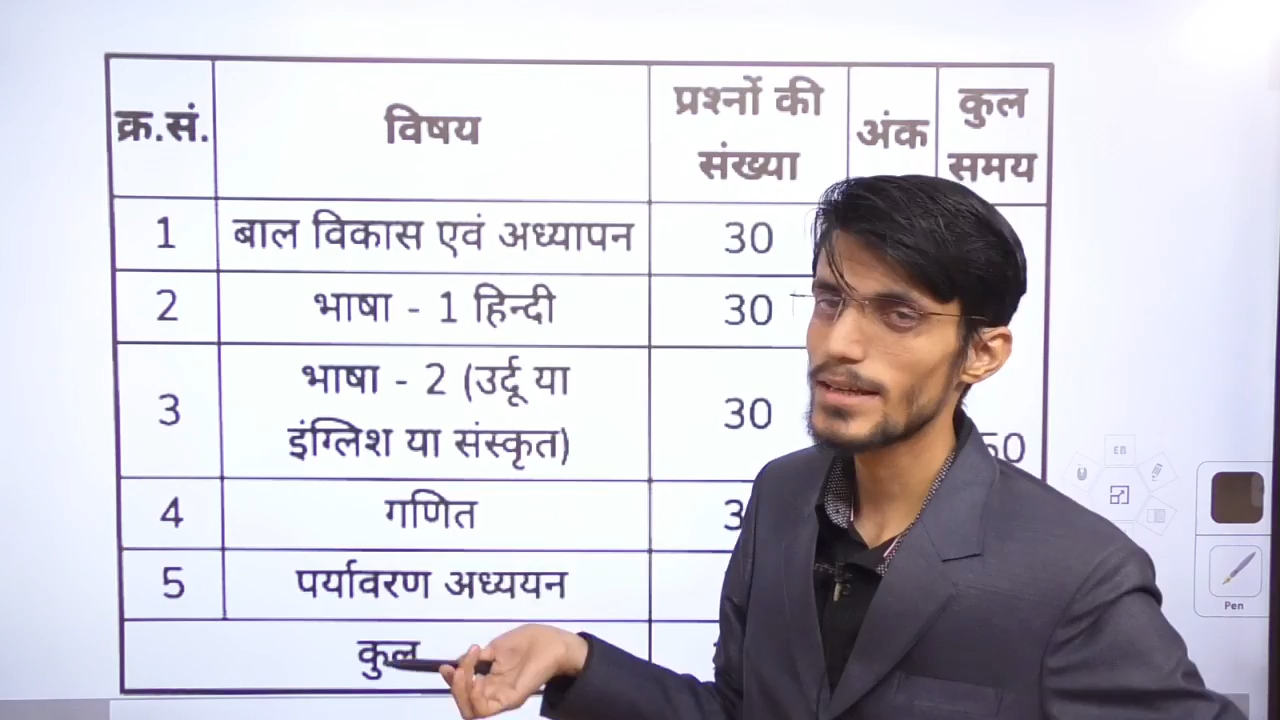 क्र.सं. विषय प्रश्नों की संख्या अंक कुल समय
1 बाल विकास एवं अध्यापन 30
2 भाषा - 1 हिन्दी 30
3 भाषा - 2 (उर्दू या
इंग्लिश या संस्कृत) 30
4 गणित
5 पर्यावरण अध्ययन
कुल
EB
Pen